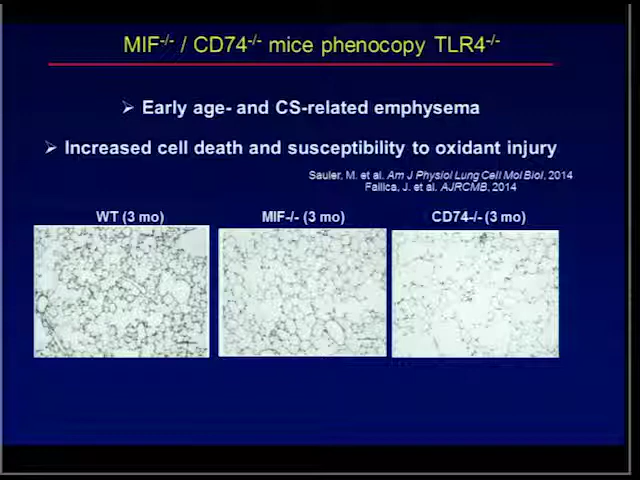 MIF-/- / CD74-/- mice phenocopy TLR4-/-
➢ Early age- and CS-related emphysema
➢ Increased cell death and susceptibility to oxidant injury
Sauler, M. et al. Am J Physiol Lung Cell Mol Biol, 2014
Fallica, J. et al. AJRCMB, 2014
WT (3 mo) MIF-/- (3 mo) CD74-/- (3 mo)